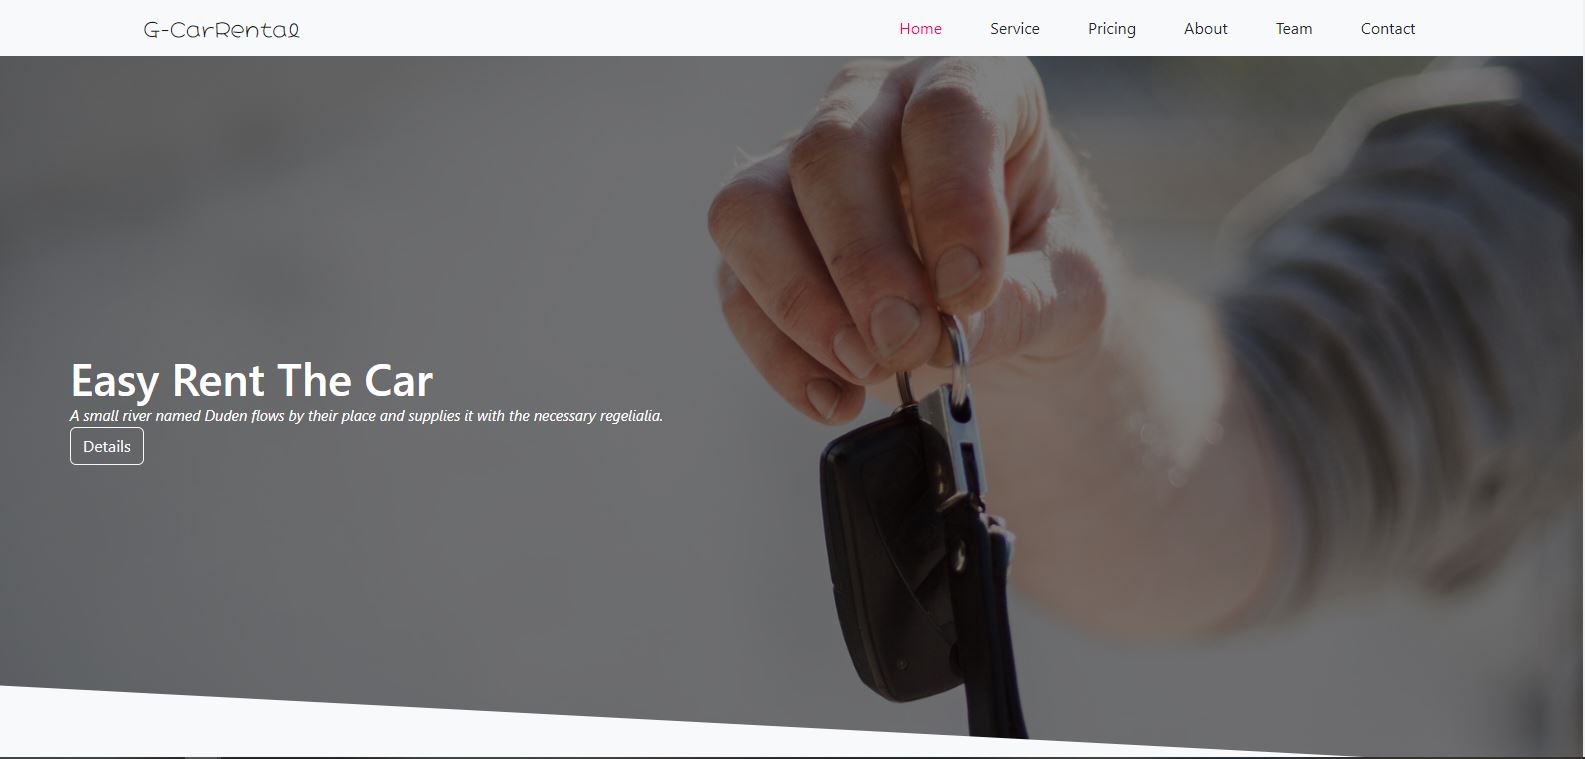 G-CarRental
Home Service Pricing About Team Contact
Easy Rent The Car
A small river named Duden flows by their place and supplies it with the necessary regelialia.
Details